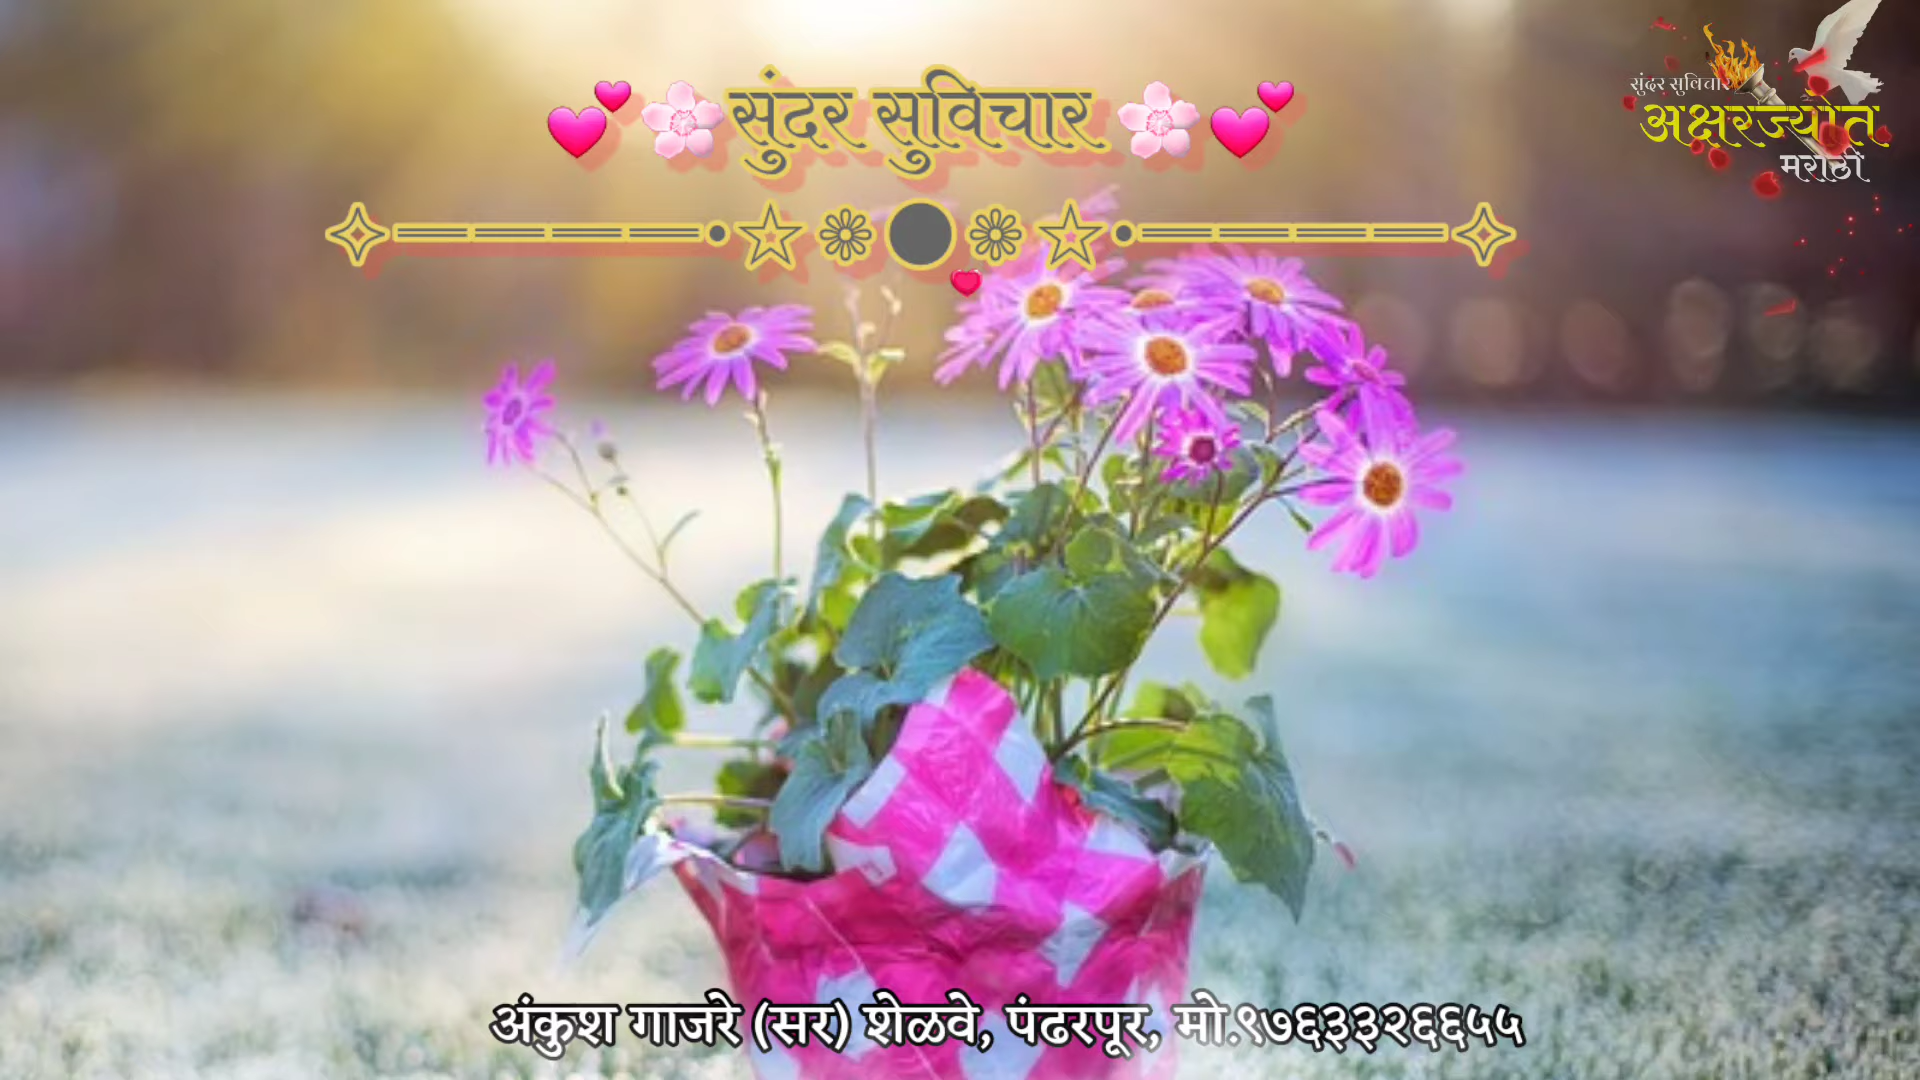 💕🌸सुंदर सुविचार 🌸💕
✧════•☆❁●❁☆•════✧
सुंदर सुविचार
अक्षरज्योत
मराठी
अंकुश गाजरे (सर) शेळवे, पंढरपूर, मो.९७६३३२६६५५